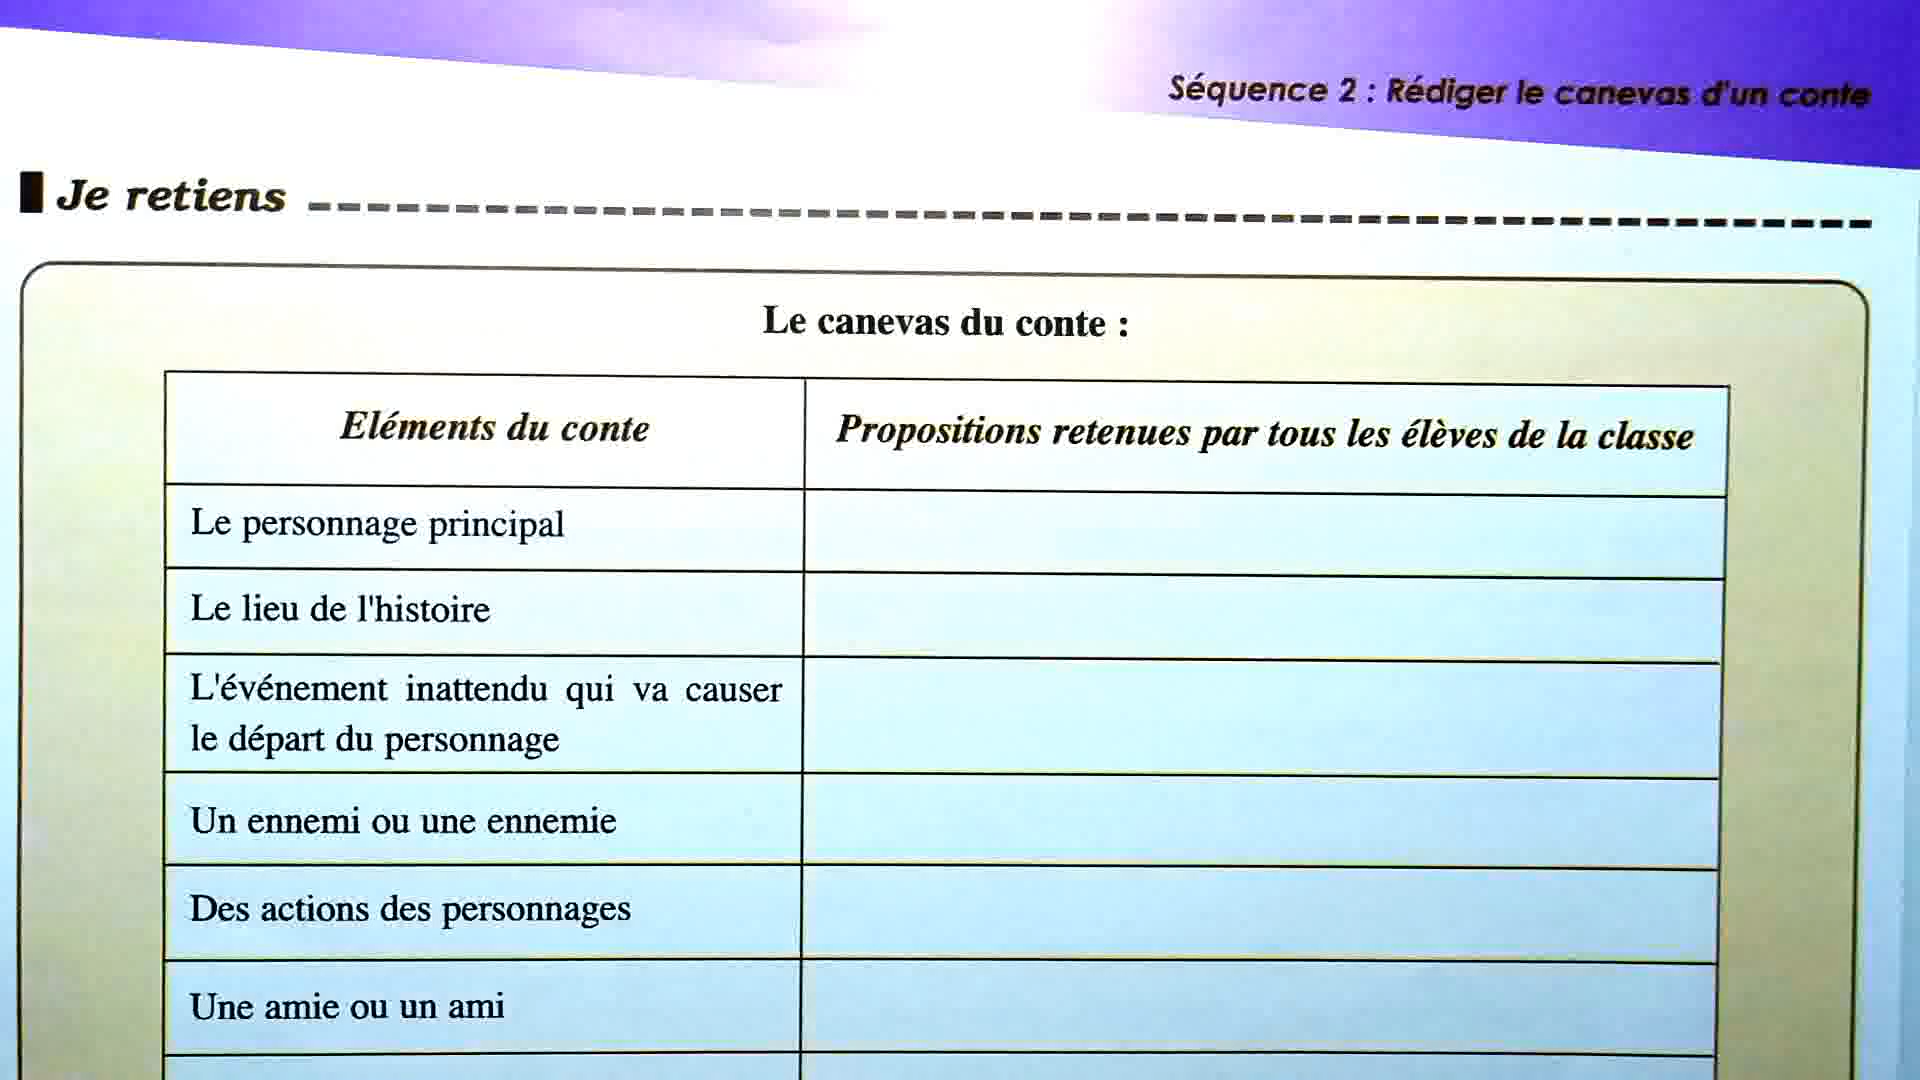 Séquence 2 : Rédiger le canevas d'un conte
Je retiens
Le canevas du conte :
Eléments du conte
Propositions retenues par tous les élèves de la classe
Le personnage principal
Le lieu de l'histoire
L'événement inattendu qui va causer
le départ du personnage
Un ennemi ou une ennemie
Des actions des personnages
Une amie ou un ami